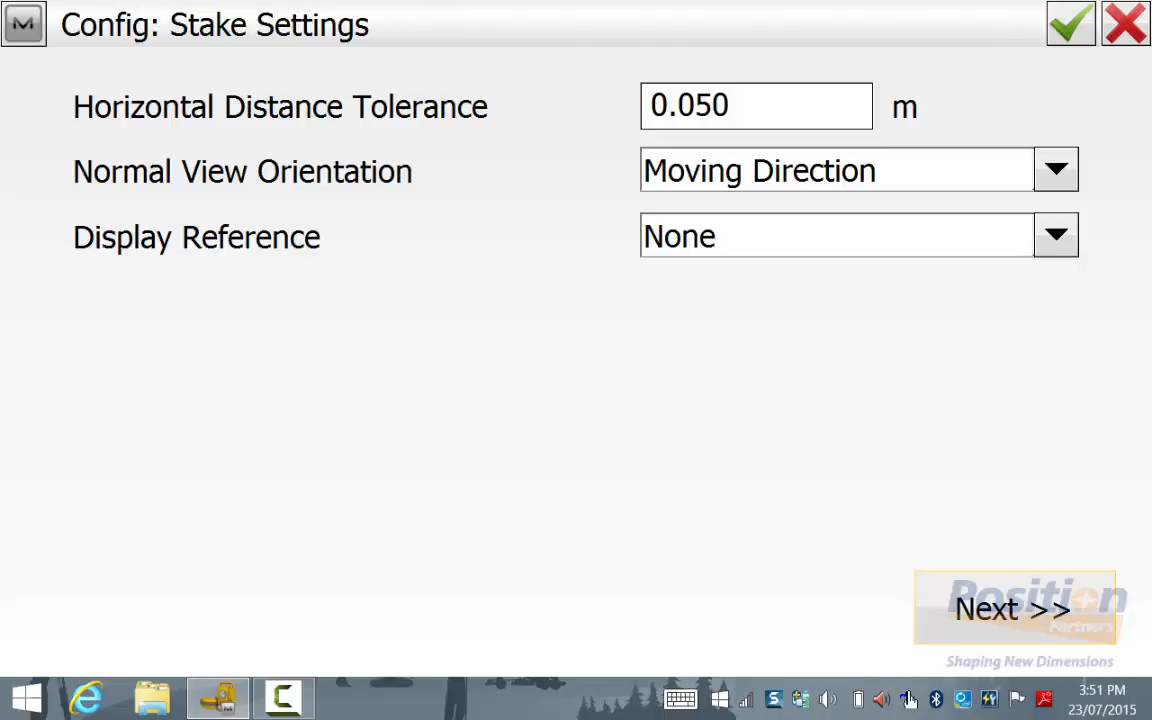 Config: Stake Settings
Horizontal Distance Tolerance 0.050 m
Normal View Orientation Moving Direction
Display Reference None
Next >>
Position
Partners
Shaping New Dimensions
3:51 PM
23/07/2015